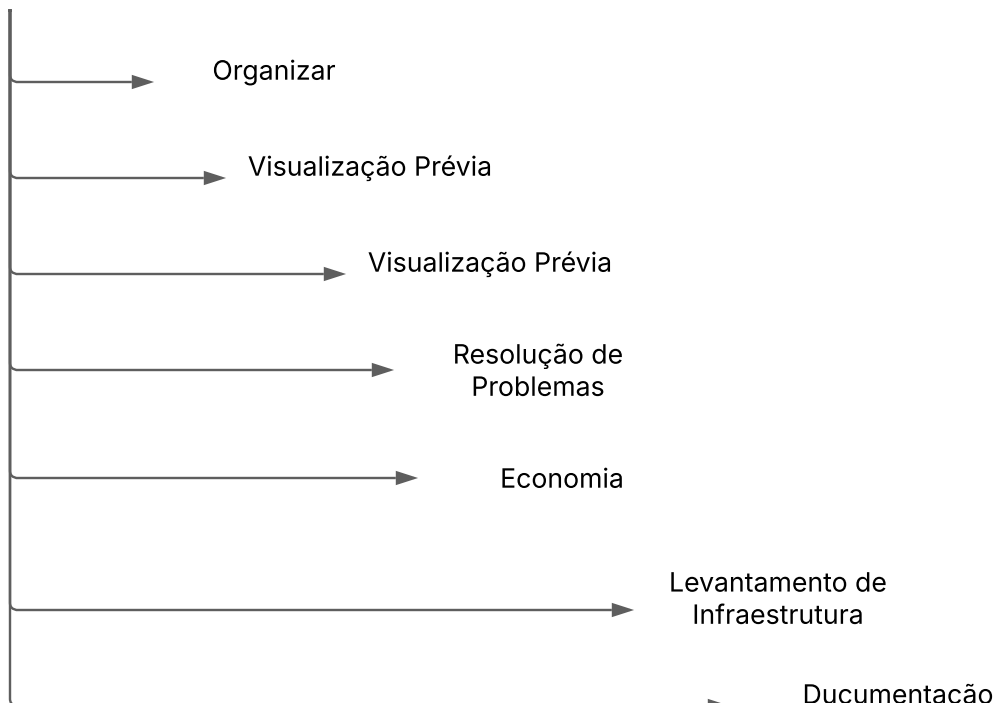 Organizar
Visualização Prévia
Visualização Prévia
Resolução de
Problemas
Economia
Levantamento de
Infraestrutura
Ducumentação